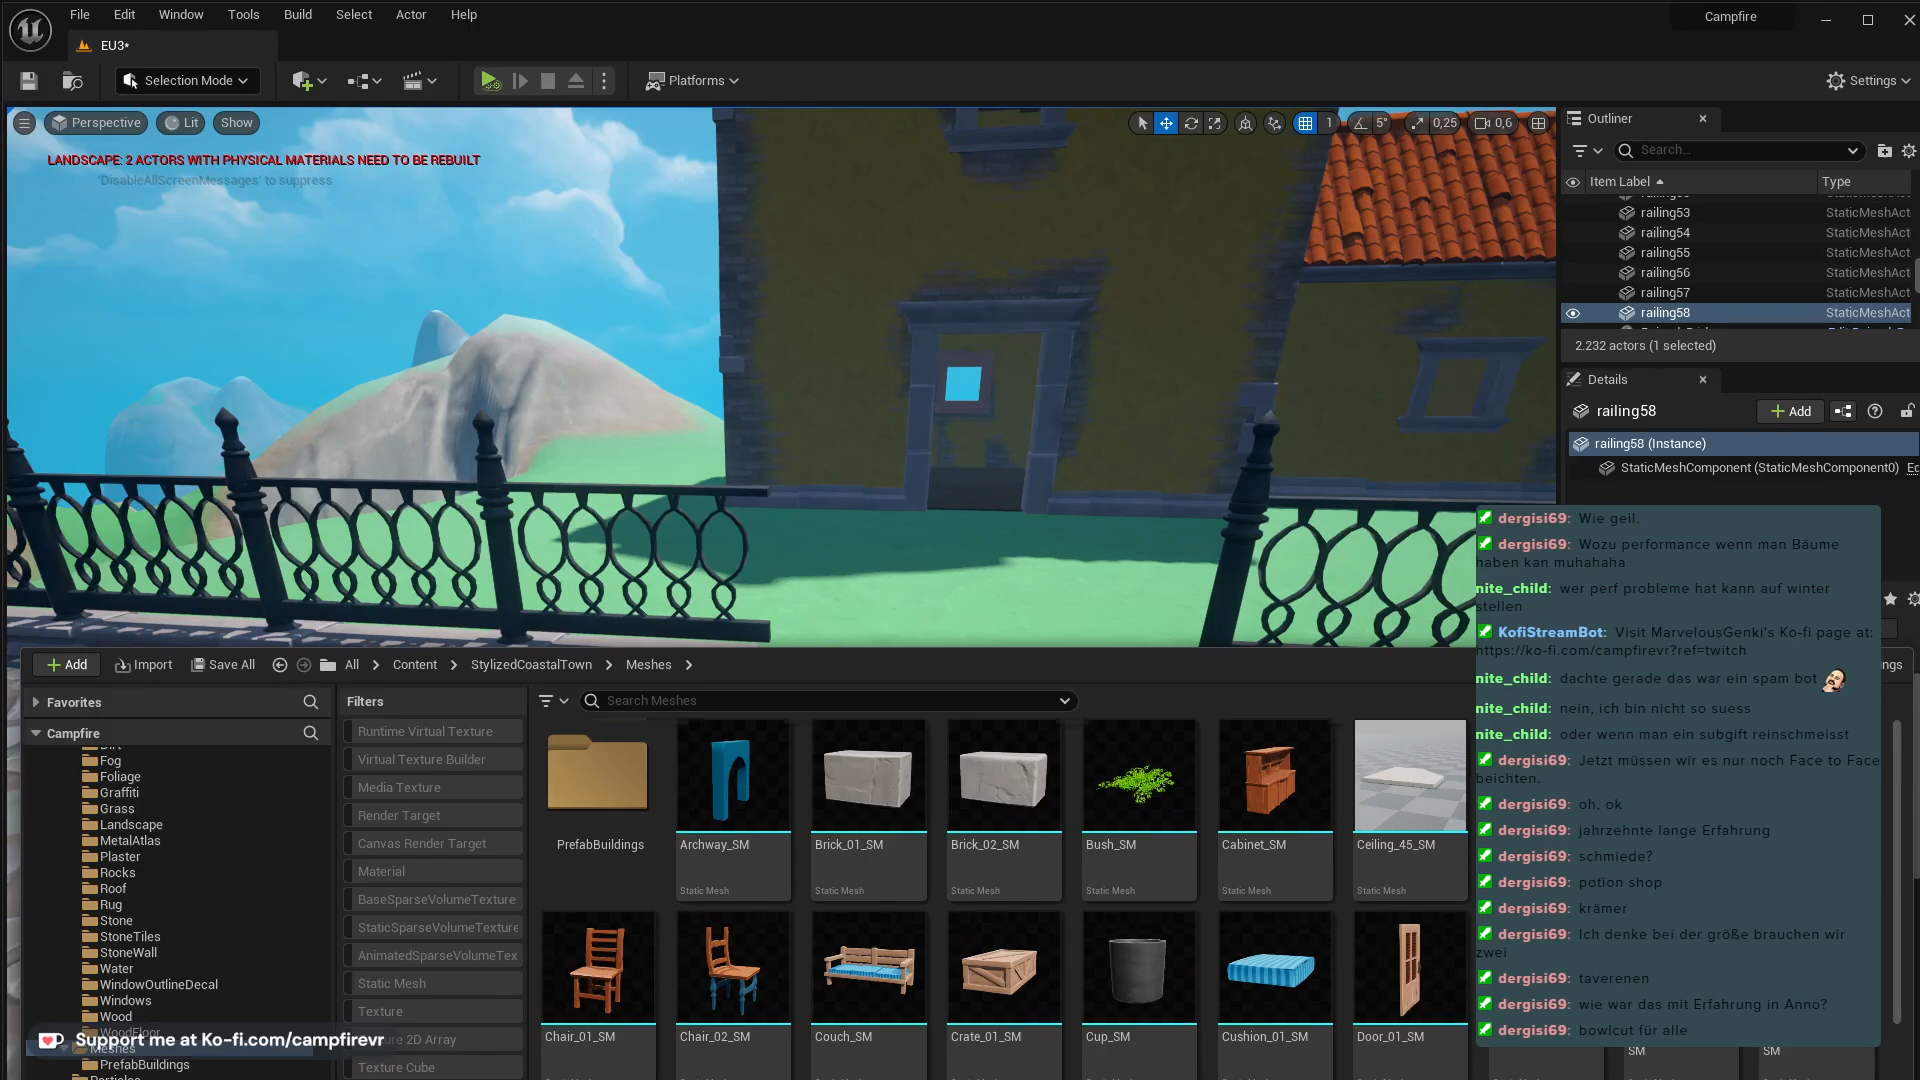 File Edit Window Tools Build Select Actor Help
Campfire
EU3*
Selection Mode
Platforms
Settings
Perspective Lit Show
1 5° 0,25 0,6
LANDSCAPE: 2 ACTORS WITH PHYSICAL MATERIALS NEED TO BE REBUILT
'DisableAllScreenMessages' to suppress
Outliner
Search...
Item Label Type
railing53 StaticMeshAct
railing54 StaticMeshAct
railing55 StaticMeshAct
railing56 StaticMeshAct
railing57 StaticMeshAct
railing58 StaticMeshAct
2.232 actors (1 selected)
Details
railing58
Add
railing58 (Instance)
StaticMeshComponent (StaticMeshComponent0)
dergisi69: Wie geil.
dergisi69: Wozu performance wenn man Bäume
haben kan muhahaha
nite_child: wer perf probleme hat kann auf winter
stellen
KofiStreamBot: Visit MarvelousGenki's Ko-fi page at:
https://ko-fi.com/campfirevr?ref=twitch
nite_child: dachte gerade das war ein spam bot
nite_child: nein, ich bin nicht so suess
nite_child: oder wenn man ein subgift reinschmeisst
dergisi69: Jetzt müssen wir es nur noch Face to Face
beichten.
dergisi69: oh, ok
dergisi69: jahrzehnte lange Erfahrung
dergisi69: schmiede?
dergisi69: potion shop
dergisi69: krämer
dergisi69: Ich denke bei der größe brauchen wir
zwei
dergisi69: taverenen
dergisi69: wie war das mit Erfahrung in Anno?
dergisi69: bowlcut für alle
Add Import Save All All Content StylizedCoastalTown Meshes
Favorites
Campfire
Dirt
Fog
Foliage
Graffiti
Grass
Landscape
MetalAtlas
Plaster
Rocks
Roof
Rug
Stone
StoneTiles
StoneWall
Water
WindowOutlineDecal
Windows
Wood
WoodFloor
Meshes
PrefabBuildings
Support me at Ko-fi.com/campfirevr
Filters
Runtime Virtual Texture
Virtual Texture Builder
Media Texture
Render Target
Canvas Render Target
Material
BaseSparseVolumeTexture
StaticSparseVolumeTexture
AnimatedSparseVolumeTex
Static Mesh
Texture
2D Array
Texture Cube
Search Meshes
PrefabBuildings
Archway_SM
Static Mesh
Brick_01_SM
Static Mesh
Brick_02_SM
Static Mesh
Bush_SM
Static Mesh
Cabinet_SM
Static Mesh
Ceiling_45_SM
Static Mesh
Chair_01_SM
Chair_02_SM
Couch_SM
Crate_01_SM
Cup_SM
Cushion_01_SM
Door_01_SM
SM
SM